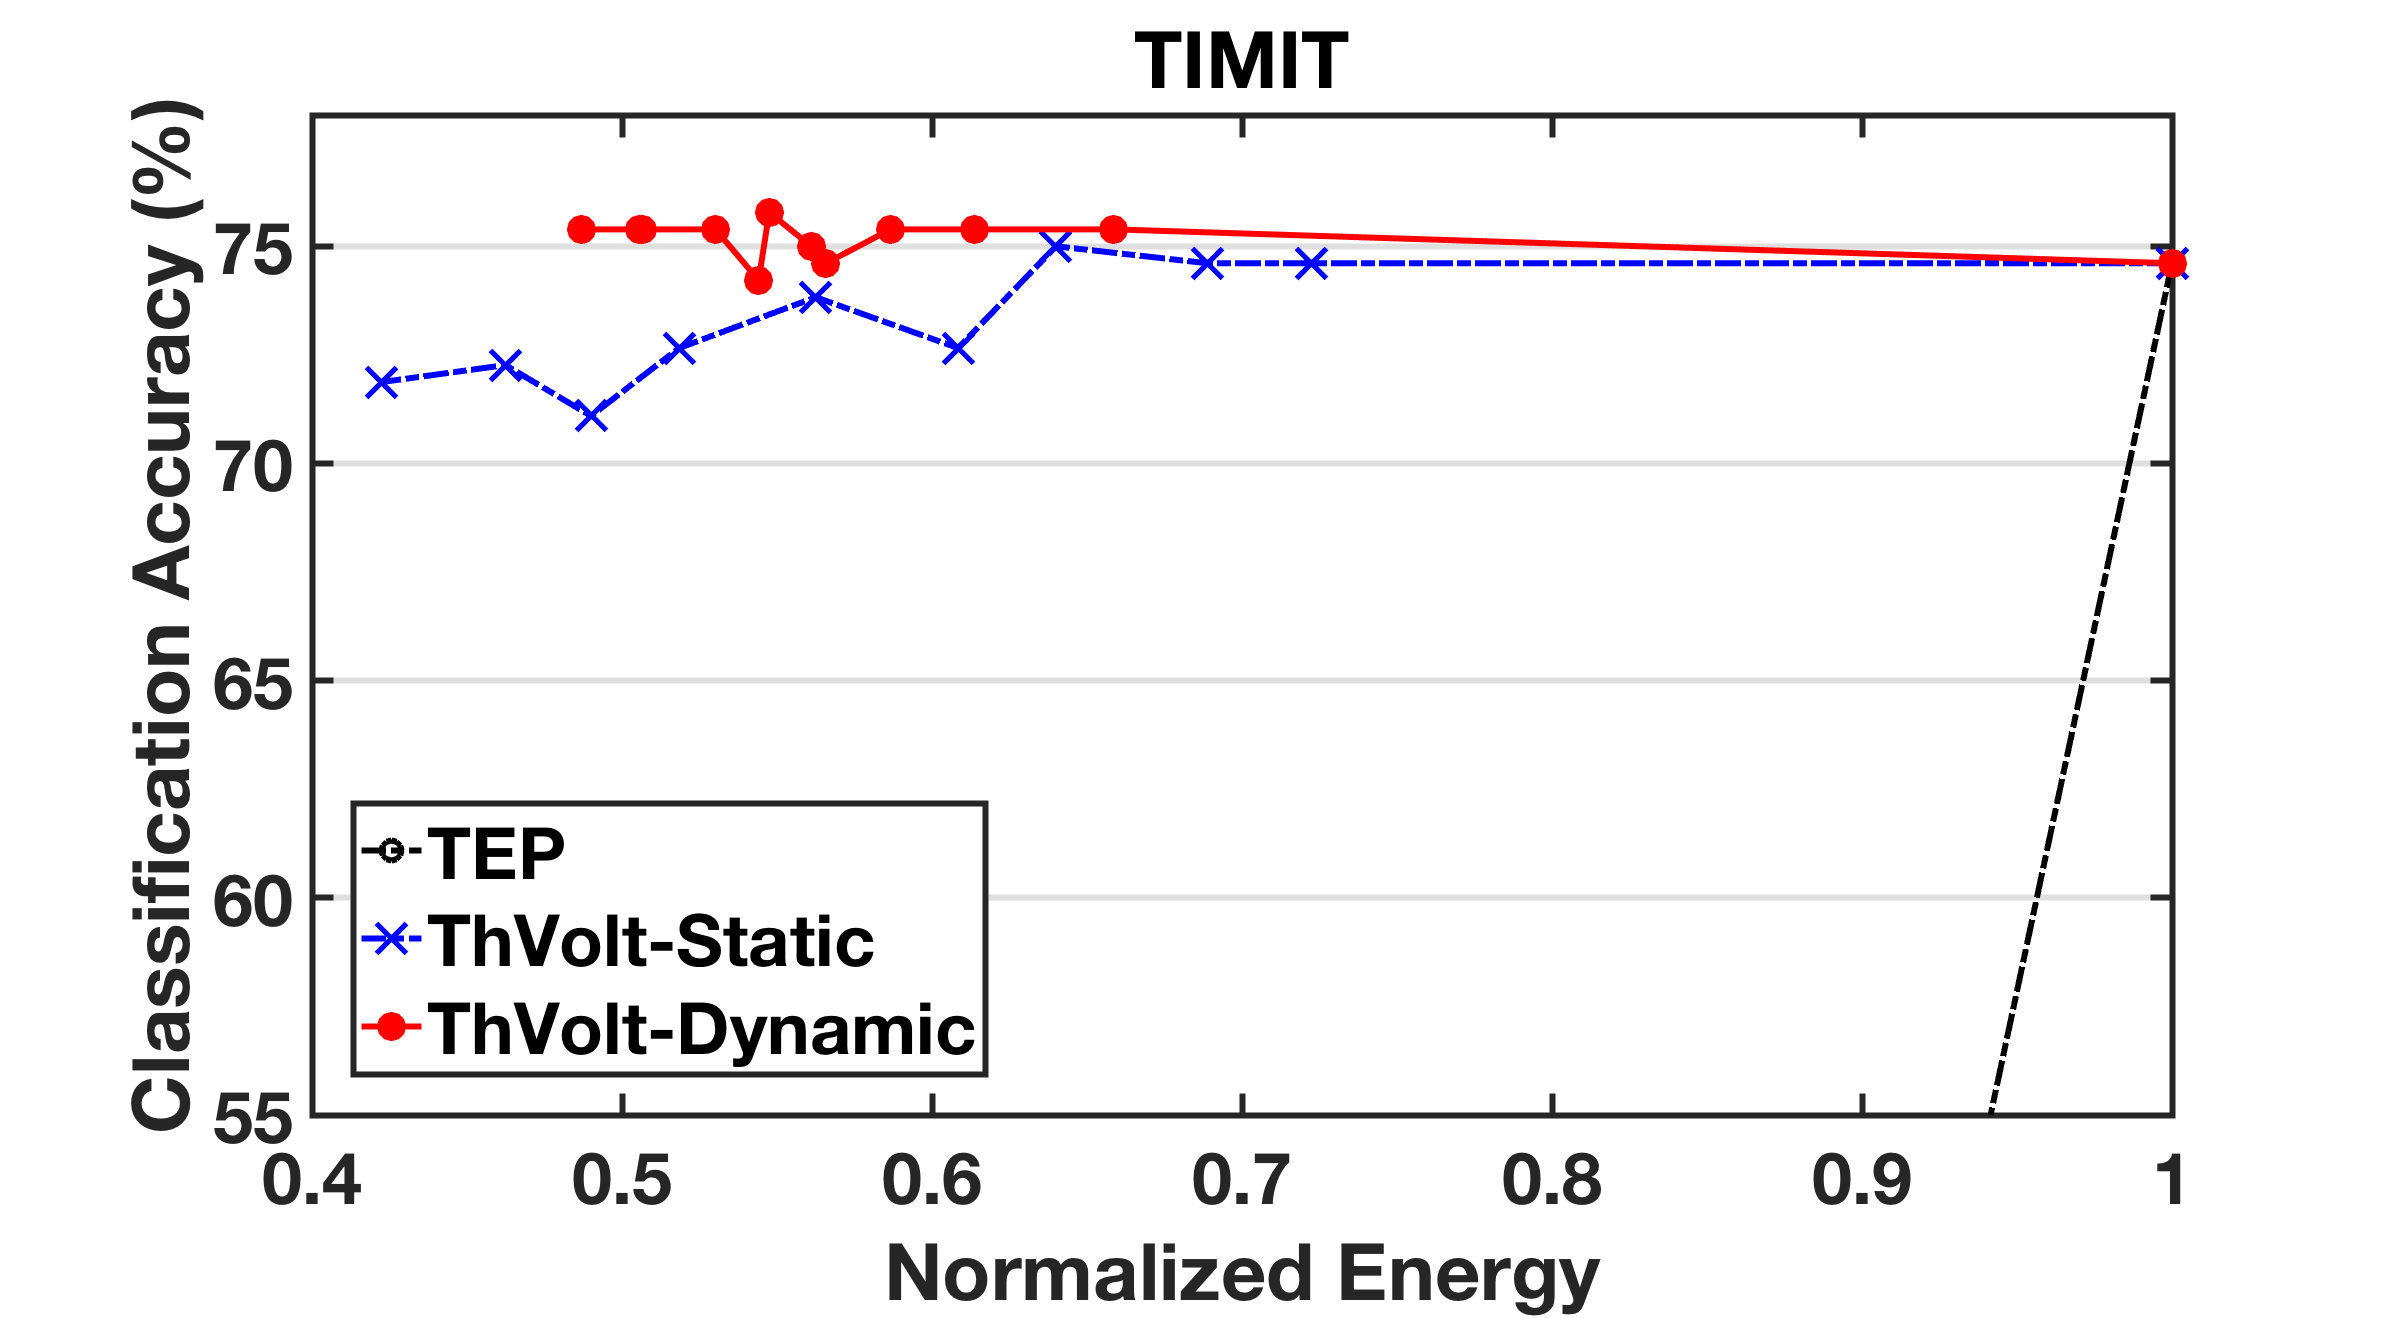 TIMIT
Classification Accuracy (%)
75
70
65
60
55
TEP
ThVolt-Static
ThVolt-Dynamic
0.4 0.5 0.6 0.7 0.8 0.9 1
Normalized Energy